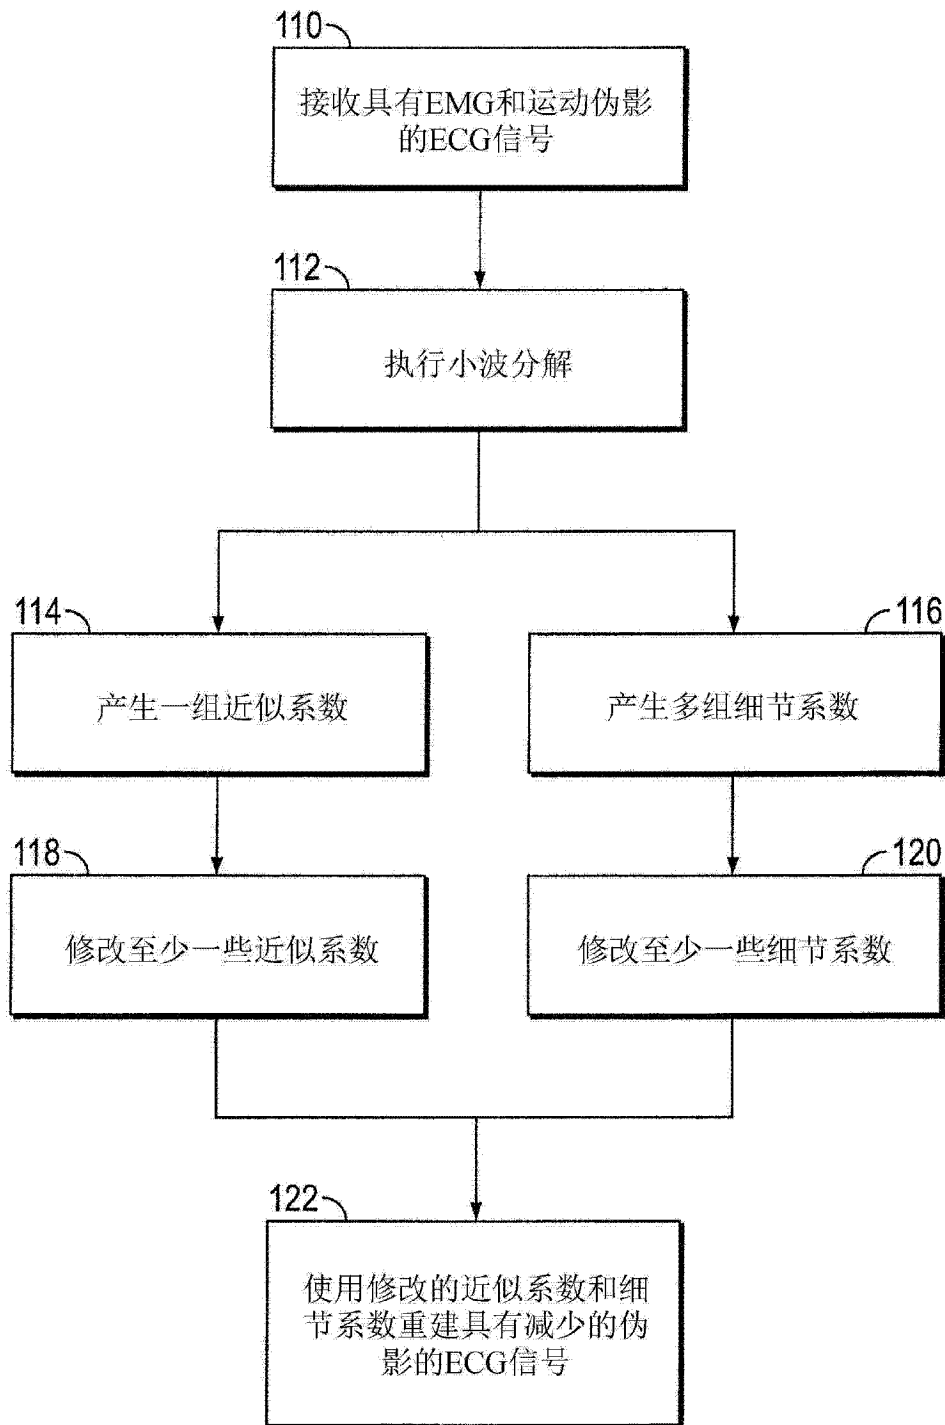 110
接收具有EMG和运动伪影
的ECG信号
112
执行小波分解
114
产生一组近似系数
116
产生多组细节系数
118
修改至少一些近似系数
120
修改至少一些细节系数
122
使用修改的近似系数和细
节系数重建具有减少的伪
影的ECG信号